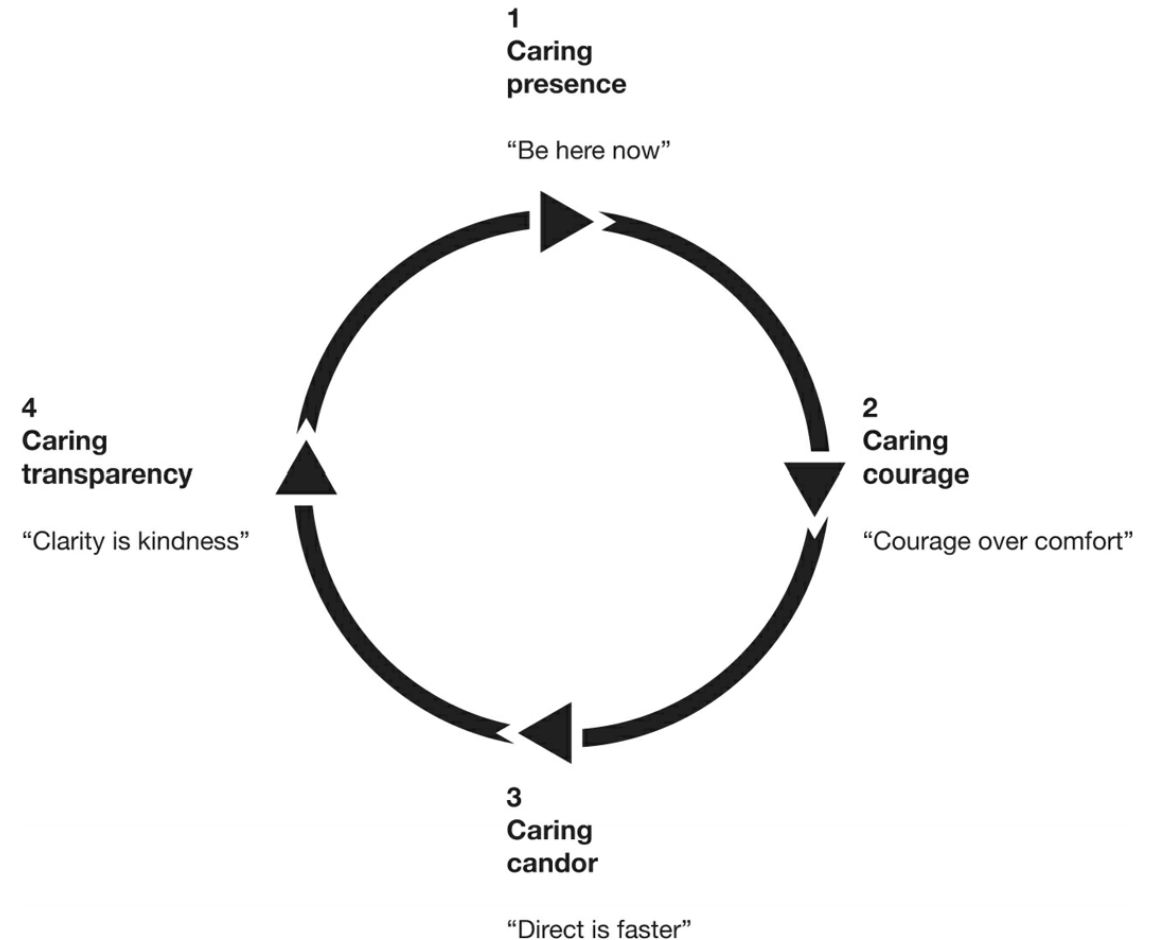 1
Caring
presence
“Be here now”
2
Caring
courage
“Courage over comfort”
3
Caring
candor
“Direct is faster”
4
Caring
transparency
“Clarity is kindness”